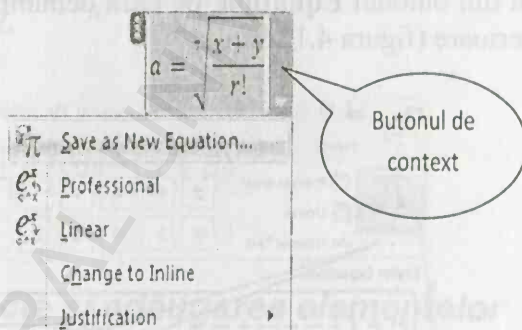 a = √ x + y
r!
Butonul de
context
Save as New Equation...
Professional
Linear
Change to Inline
Justification